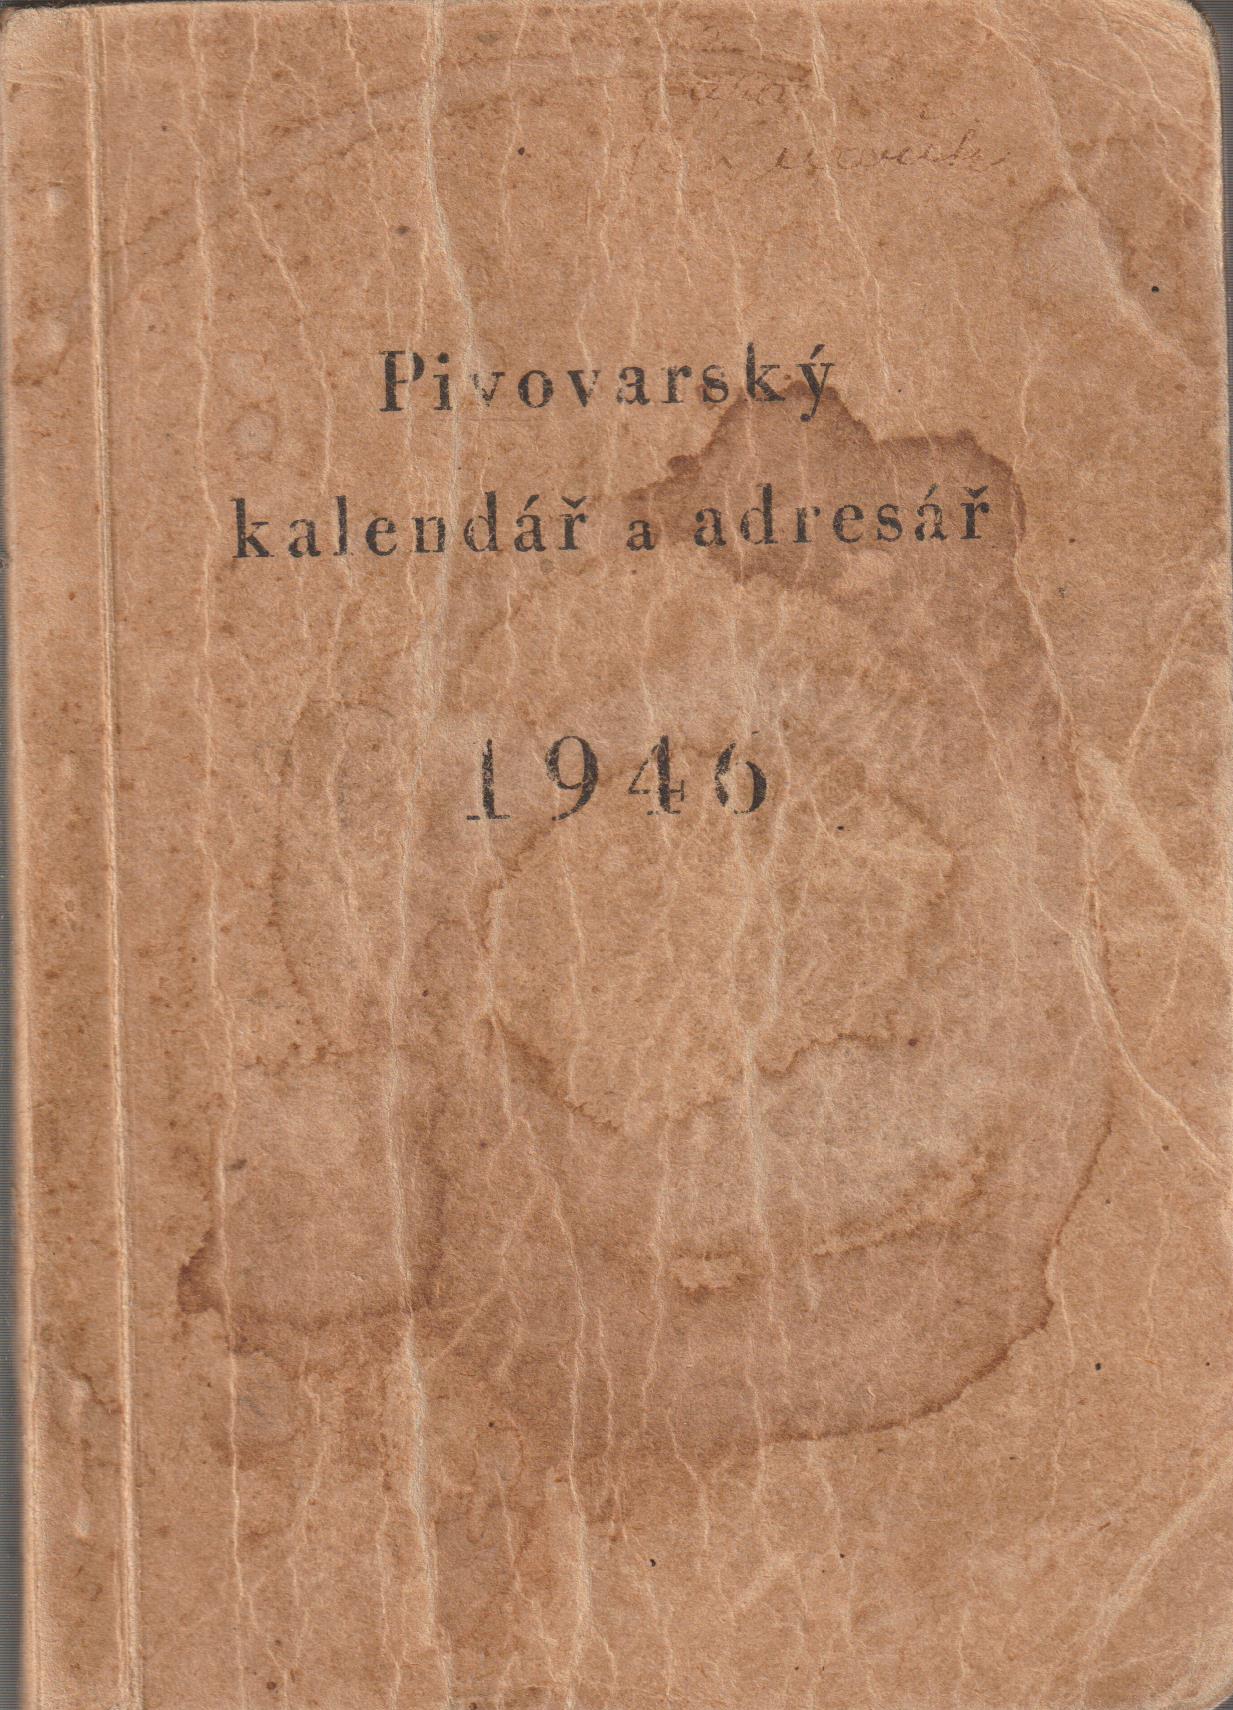 Pivovarský
kalendář a adresář
1946